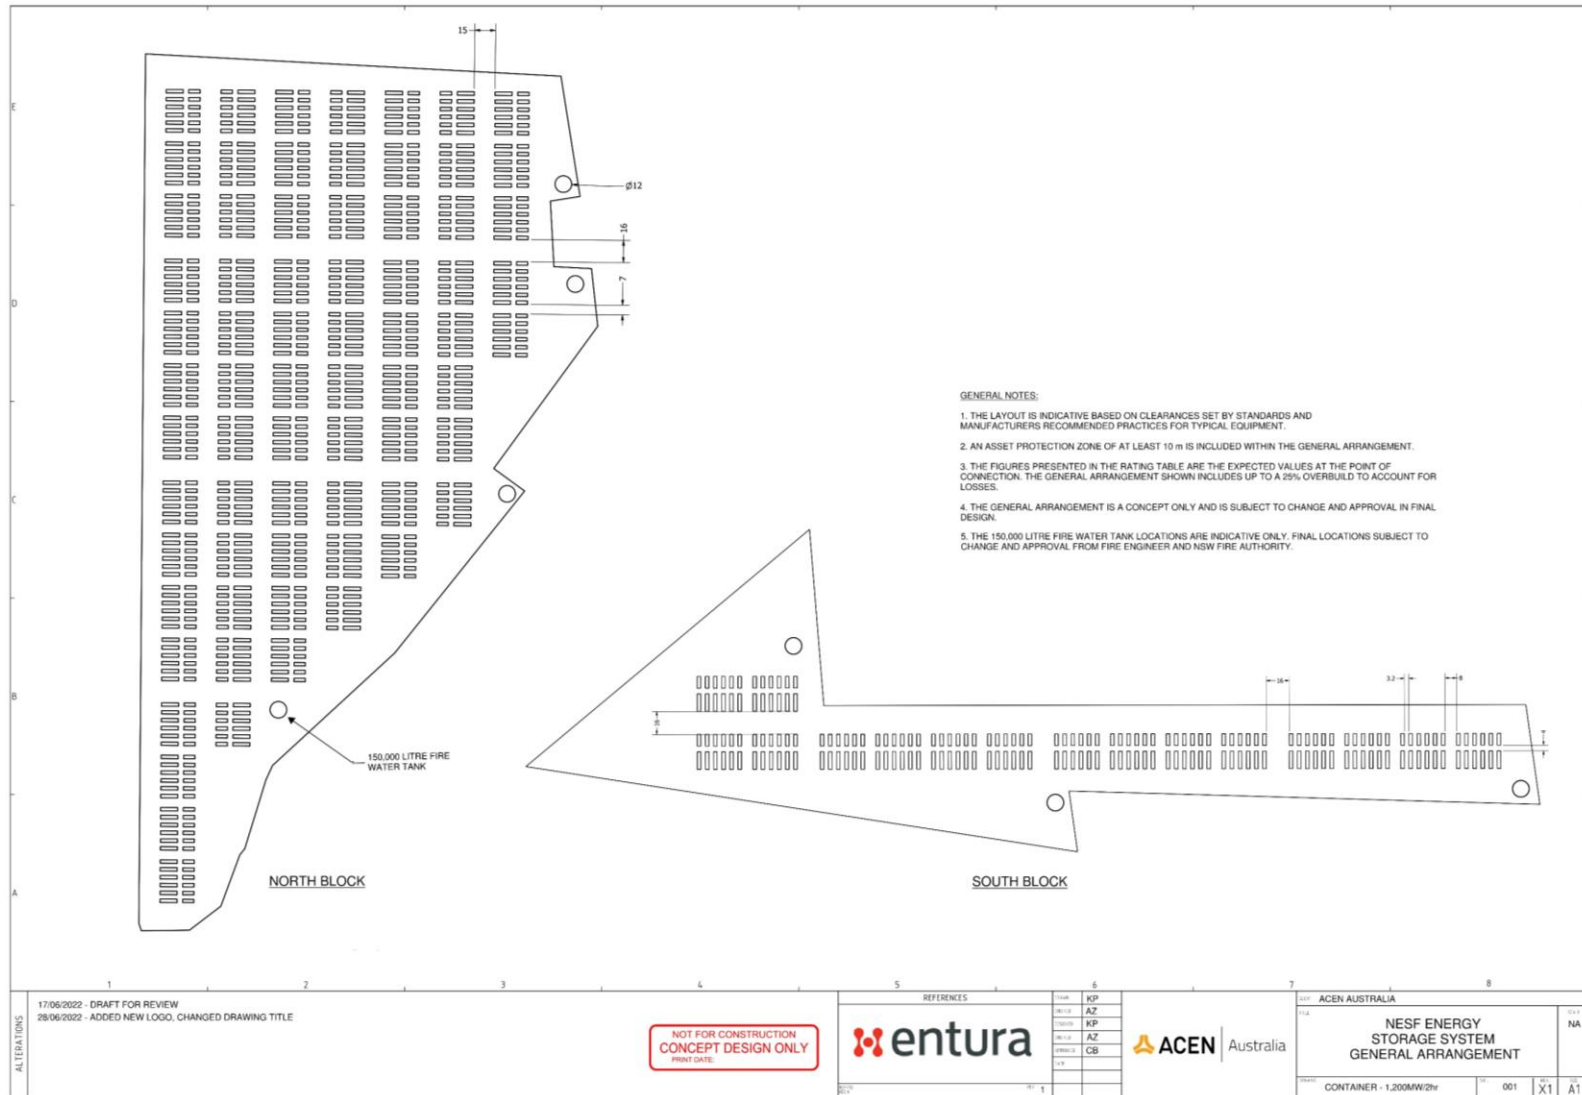 15
E
Ø12
16
7
D
GENERAL NOTES:
1. THE LAYOUT IS INDICATIVE BASED ON CLEARANCES SET BY STANDARDS AND
MANUFACTURERS RECOMMENDED PRACTICES FOR TYPICAL EQUIPMENT.
2. AN ASSET PROTECTION ZONE OF AT LEAST 10 m IS INCLUDED WITHIN THE GENERAL ARRANGEMENT.
3. THE FIGURES PRESENTED IN THE RATING TABLE ARE THE EXPECTED VALUES AT THE POINT OF
CONNECTION. THE GENERAL ARRANGEMENT SHOWN INCLUDES UP TO A 25% OVERBUILD TO ACCOUNT FOR
LOSSES.
4. THE GENERAL ARRANGEMENT IS A CONCEPT ONLY AND IS SUBJECT TO CHANGE AND APPROVAL IN FINAL
DESIGN.
5. THE 150,000 LITRE FIRE WATER TANK LOCATIONS ARE INDICATIVE ONLY. FINAL LOCATIONS SUBJECT TO
CHANGE AND APPROVAL FROM FIRE ENGINEER AND NSW FIRE AUTHORITY.
C
B
16
16
3.2
8
4
150,000 LITRE FIRE
WATER TANK
A
NORTH BLOCK
SOUTH BLOCK
1 2 3 4 5 6 7 8
ALTERATIONS
17/06/2022 - DRAFT FOR REVIEW
28/06/2022 - ADDED NEW LOGO, CHANGED DRAWING TITLE
NOT FOR CONSTRUCTION
CONCEPT DESIGN ONLY
PRINT DATE:
REFERENCES
entura
1
KP
AZ
KP
AZ
CB
ACEN Australia
ACEN AUSTRALIA
NESF ENERGY
STORAGE SYSTEM
GENERAL ARRANGEMENT
NA
CONTAINER - 1,200MW/2hr
001
X1
A1